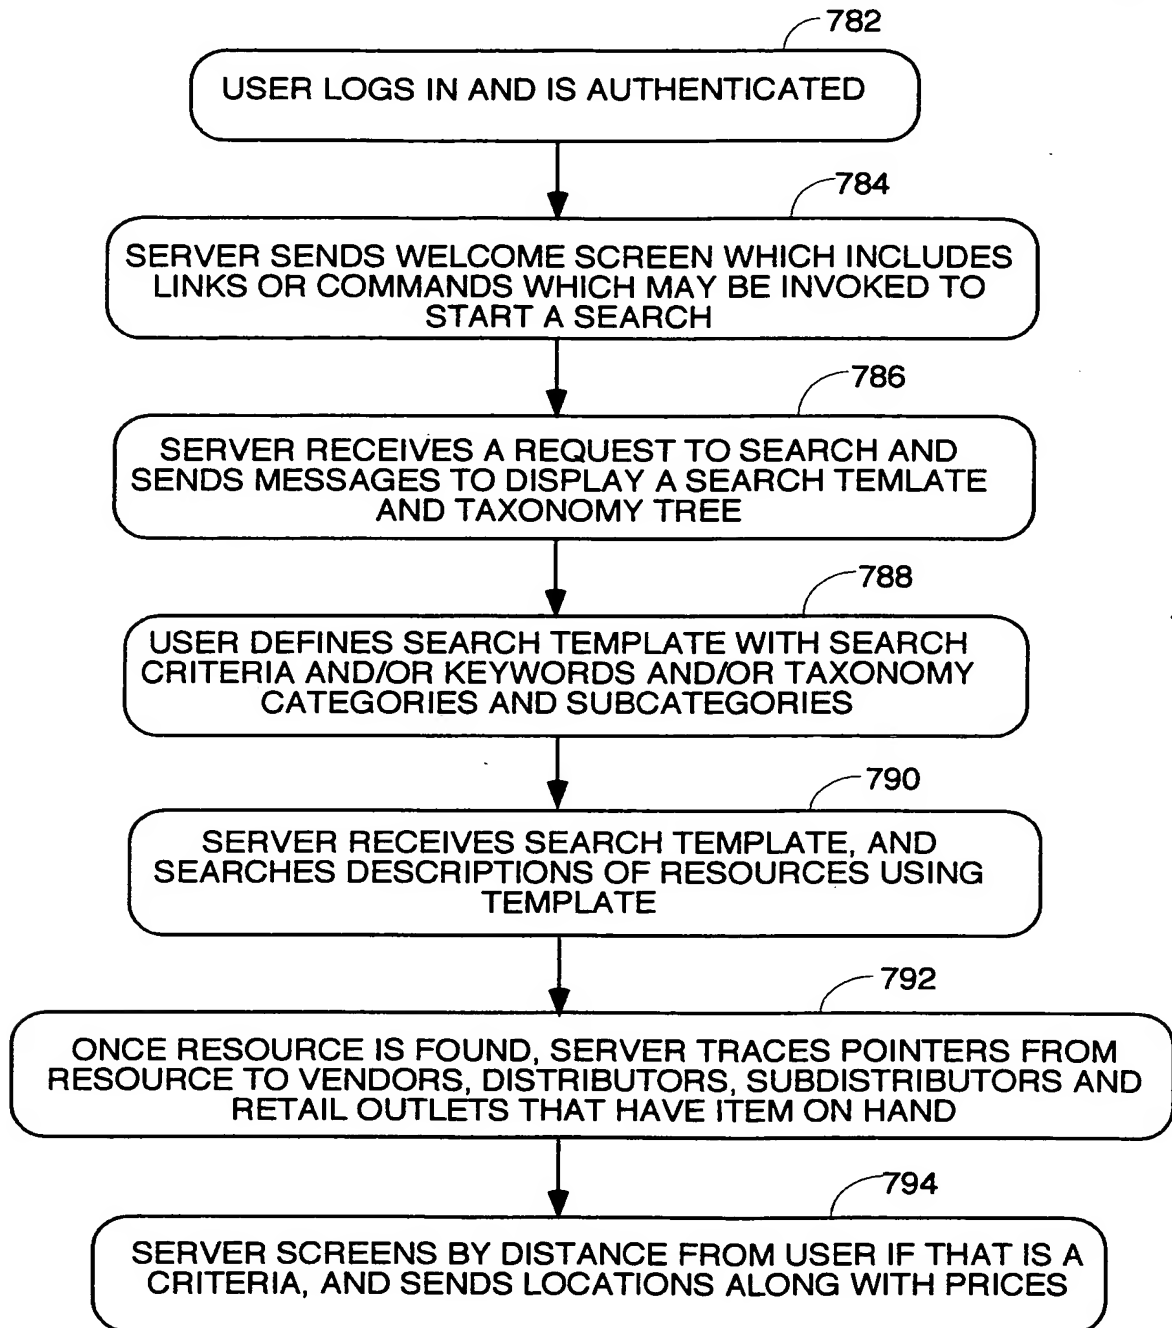 782
USER LOGS IN AND IS AUTHENTICATED
784
SERVER SENDS WELCOME SCREEN WHICH INCLUDES
LINKS OR COMMANDS WHICH MAY BE INVOKED TO
START A SEARCH
786
SERVER RECEIVES A REQUEST TO SEARCH AND
SENDS MESSAGES TO DISPLAY A SEARCH TEMLATE
AND TAXONOMY TREE
788
USER DEFINES SEARCH TEMPLATE WITH SEARCH
CRITERIA AND/OR KEYWORDS AND/OR TAXONOMY
CATEGORIES AND SUBCATEGORIES
790
SERVER RECEIVES SEARCH TEMPLATE, AND
SEARCHES DESCRIPTIONS OF RESOURCES USING
TEMPLATE
792
ONCE RESOURCE IS FOUND, SERVER TRACES POINTERS FROM
RESOURCE TO VENDORS, DISTRIBUTORS, SUBDISTRIBUTORS AND
RETAIL OUTLETS THAT HAVE ITEM ON HAND
794
SERVER SCREENS BY DISTANCE FROM USER IF THAT IS A
CRITERIA, AND SENDS LOCATIONS ALONG WITH PRICES